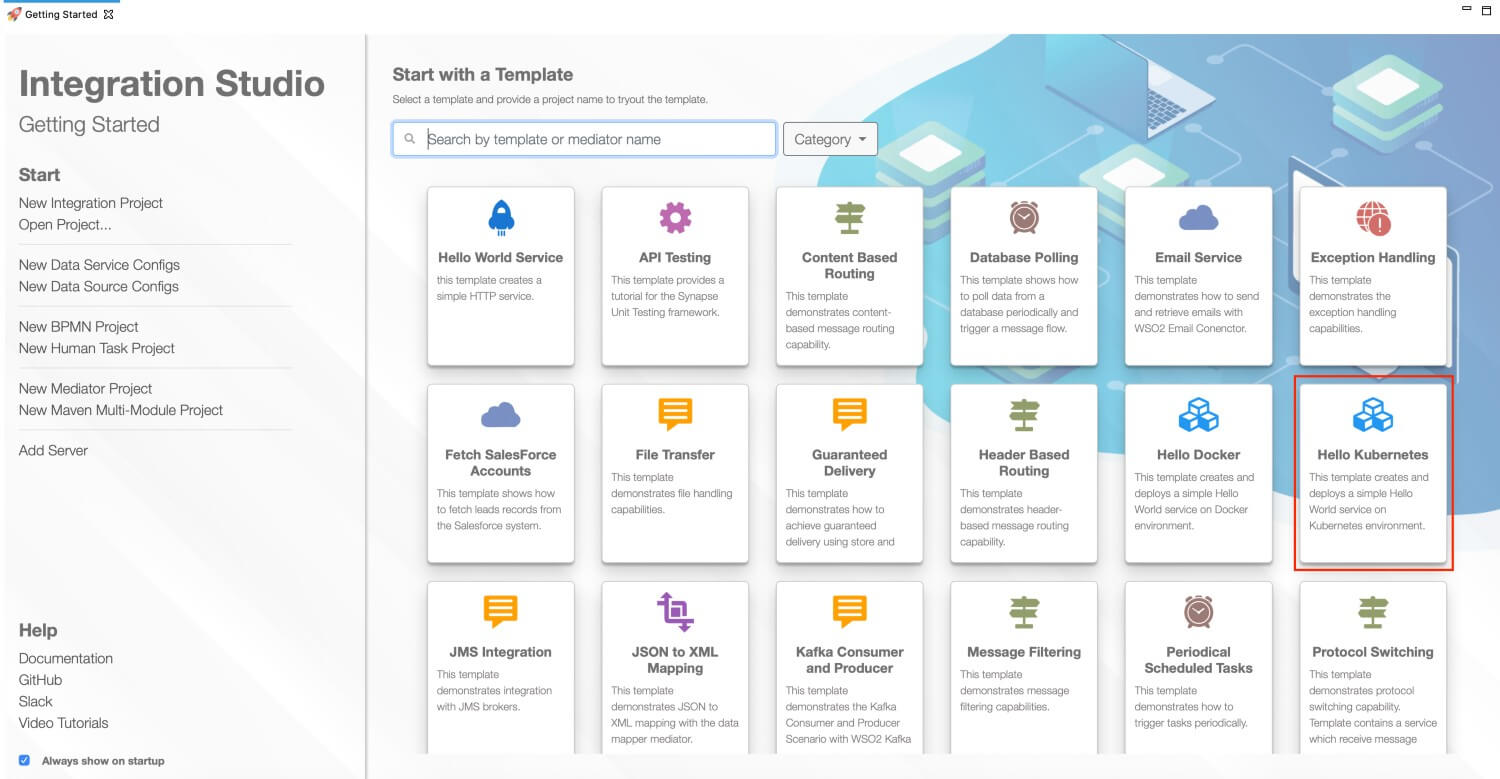 Getting Started
Integration Studio
Getting Started
Start
New Integration Project
Open Project...
New Data Service Configs
New Data Source Configs
New BPMN Project
New Human Task Project
New Mediator Project
New Maven Multi-Module Project
Add Server
Help
Documentation
GitHub
Slack
Video Tutorials
Always show on startup
Start with a Template
Select a template and provide a project name to tryout the template.
Search by template or mediator name
Category
Hello World Service
this template creates a
simple HTTP service.
API Testing
This template provides a
tutorial for the Synapse
Unit Testing framework.
Content Based
Routing
This template
demonstrates content-
based message routing
capability.
Database Polling
This template shows how
to poll data from a
database periodically and
trigger a message flow.
Email Service
This template
demonstrates how to send
and retrieve emails with
WSO2 Email Conenctor.
Exception Handling
This template
demonstrates the
exception handling
capabilities.
Fetch SalesForce
Accounts
This template shows how
to fetch leads records from
the Salesforce system.
File Transfer
This template
demonstrates file handling
capabilities.
Guaranteed
Delivery
This template
demonstrates how to
achieve guaranteed
delivery using store and
Header Based
Routing
This template
demonstrates header-
based message routing
capability.
Hello Docker
This template creates and
deploys a simple Hello
World service on Docker
environment.
Hello Kubernetes
This template creates and
deploys a simple Hello
World service on
Kubernetes environment.
JMS Integration
This template
demonstrates integration
with JMS brokers.
JSON to XML
Mapping
This template
demonstrates JSON to
XML mapping with the data
mapper mediator.
Kafka Consumer
and Producer
This template
demonstrates the Kafka
Consumer and Producer
Scenario with WSO2 Kafka
Message Filtering
This template
demonstrates message
filtering capabilities.
Periodical
Scheduled Tasks
This template
demonstrates how to
trigger tasks periodically.
Protocol Switching
This template
demonstrates protocol
switching capability.
Template contains a service
which receive message